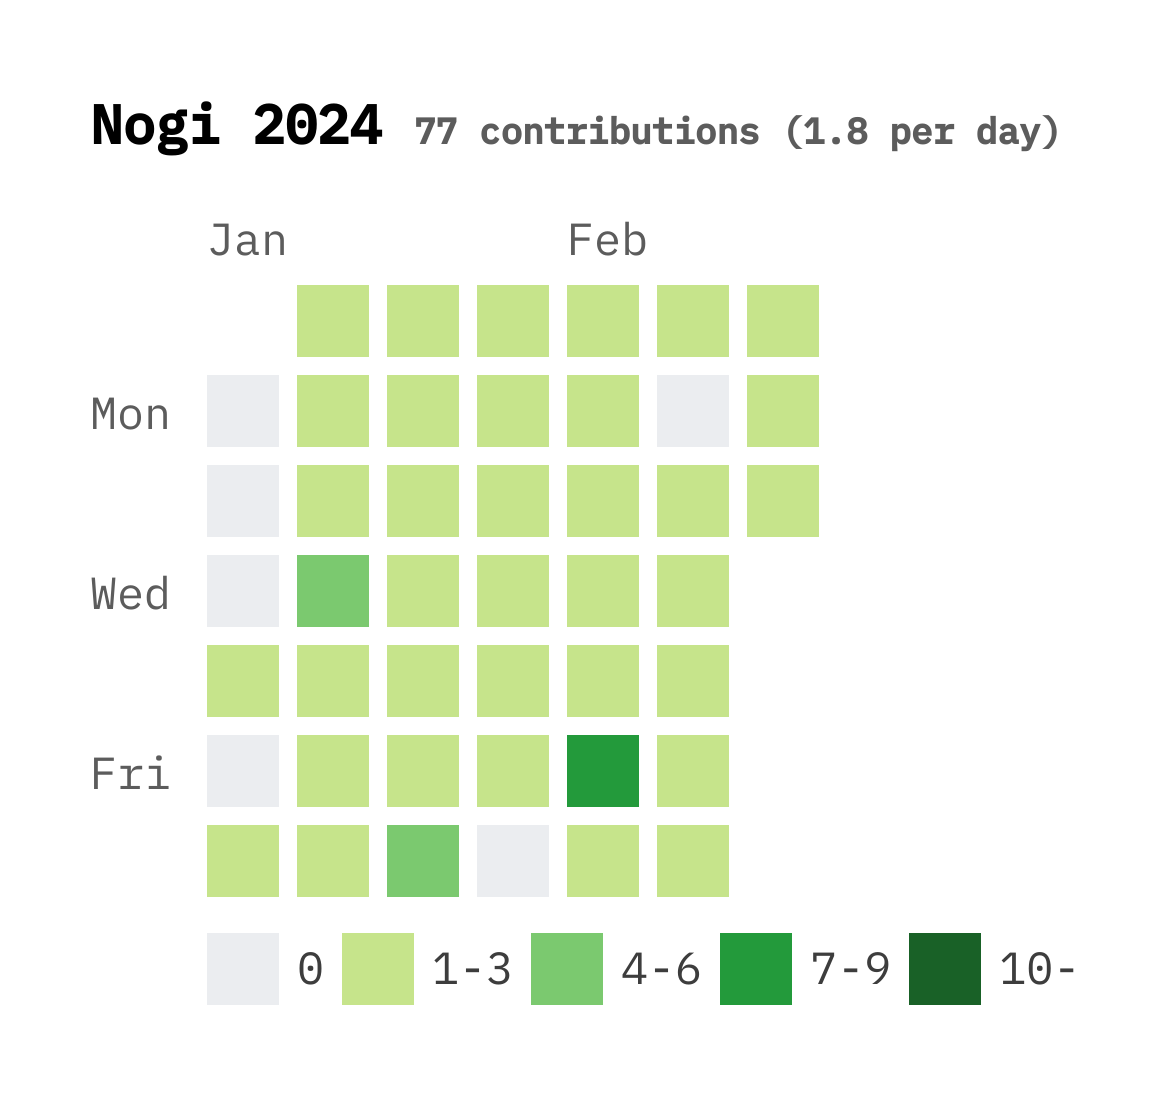 Nogi 2024 77 contributions (1.8 per day)
Jan Feb
Mon
Wed
Fri
0 1-3 4-6 7-9 10-